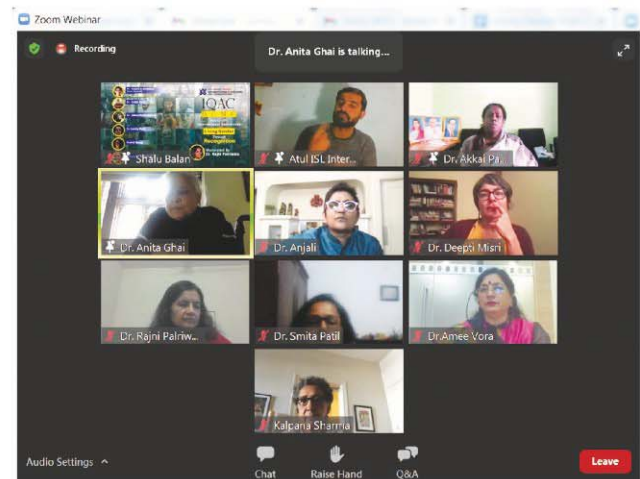 Zoom Webinar
Recording
Dr. Anita Ghai is talking...
IQAC
Recognition
Shalu Balan
Atul ISL Inter...
Dr. Akkai Pa...
Dr. Anita Ghai
Dr. Anjali
Dr. Deepti Misri
Dr. Rajni Palriw...
Dr. Smita Patil
Dr.Amee Vora
Kalpana Sharma
Audio Settings
Chat
Raise Hand
Q&A
Leave